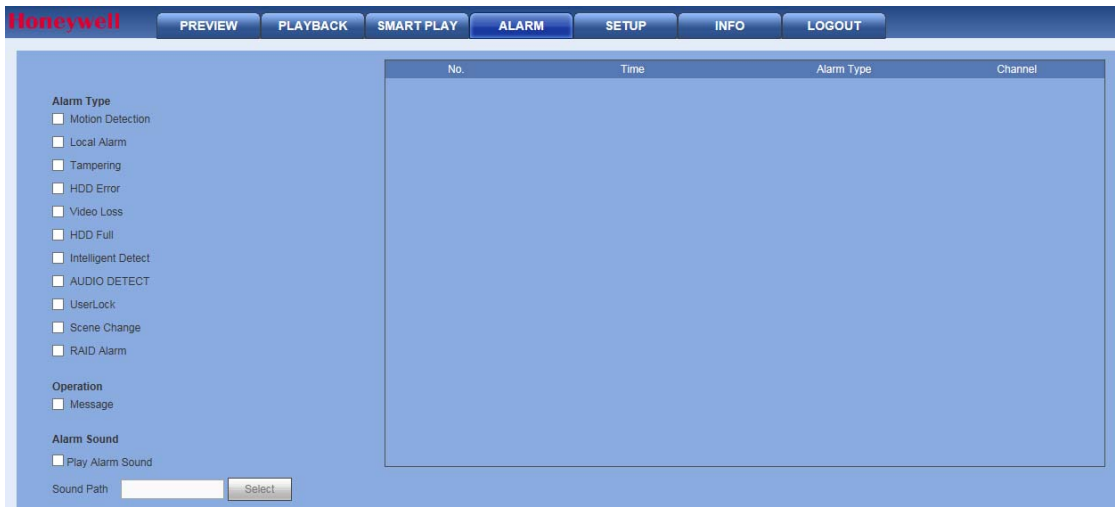 Honeywell
PREVIEW PLAYBACK SMART PLAY ALARM SETUP INFO LOGOUT
No. Time Alarm Type Channel
Alarm Type
Motion Detection
Local Alarm
Tampering
HDD Error
Video Loss
HDD Full
Intelligent Detect
AUDIO DETECT
UserLock
Scene Change
RAID Alarm
Operation
Message
Alarm Sound
Play Alarm Sound
Sound Path Select